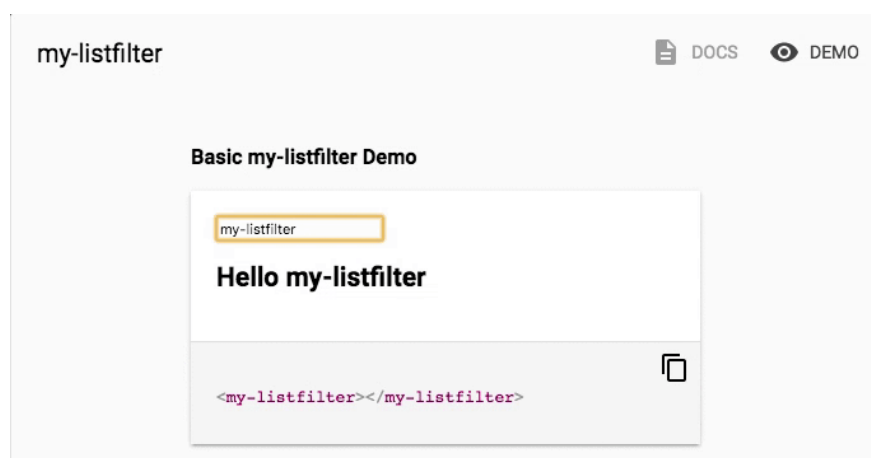 my-listfilter
DOCS
DEMO
Basic my-listfilter Demo
my-listfilter
Hello my-listfilter
<my-listfilter></my-listfilter>